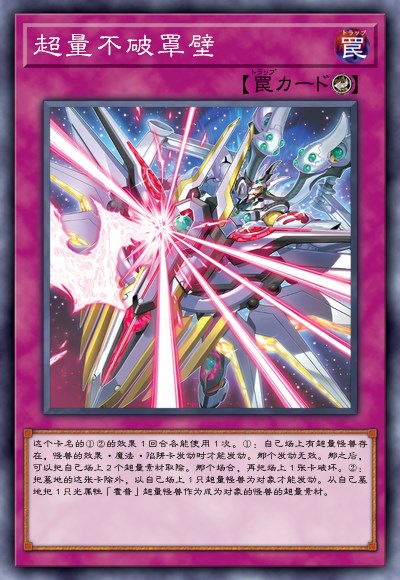 超量不破罩壁
トラップ
罠
トラップ
【罠カード】
这个卡名的①②的效果1回合各能使用1次。①：自己场上有超量怪兽存
在，怪兽的效果·魔法·陷阱卡发动时才能发动。那个发动无效。那之后，
可以把自己场上2个超量素材取除。那个场合，再把场上1张卡破坏。②：
把墓地的这张卡除外，以自己场上1只超量怪兽为对象才能发动。从自己墓
地把1只光属性「霍普」超量怪兽作为成为对象的怪兽的超量素材。